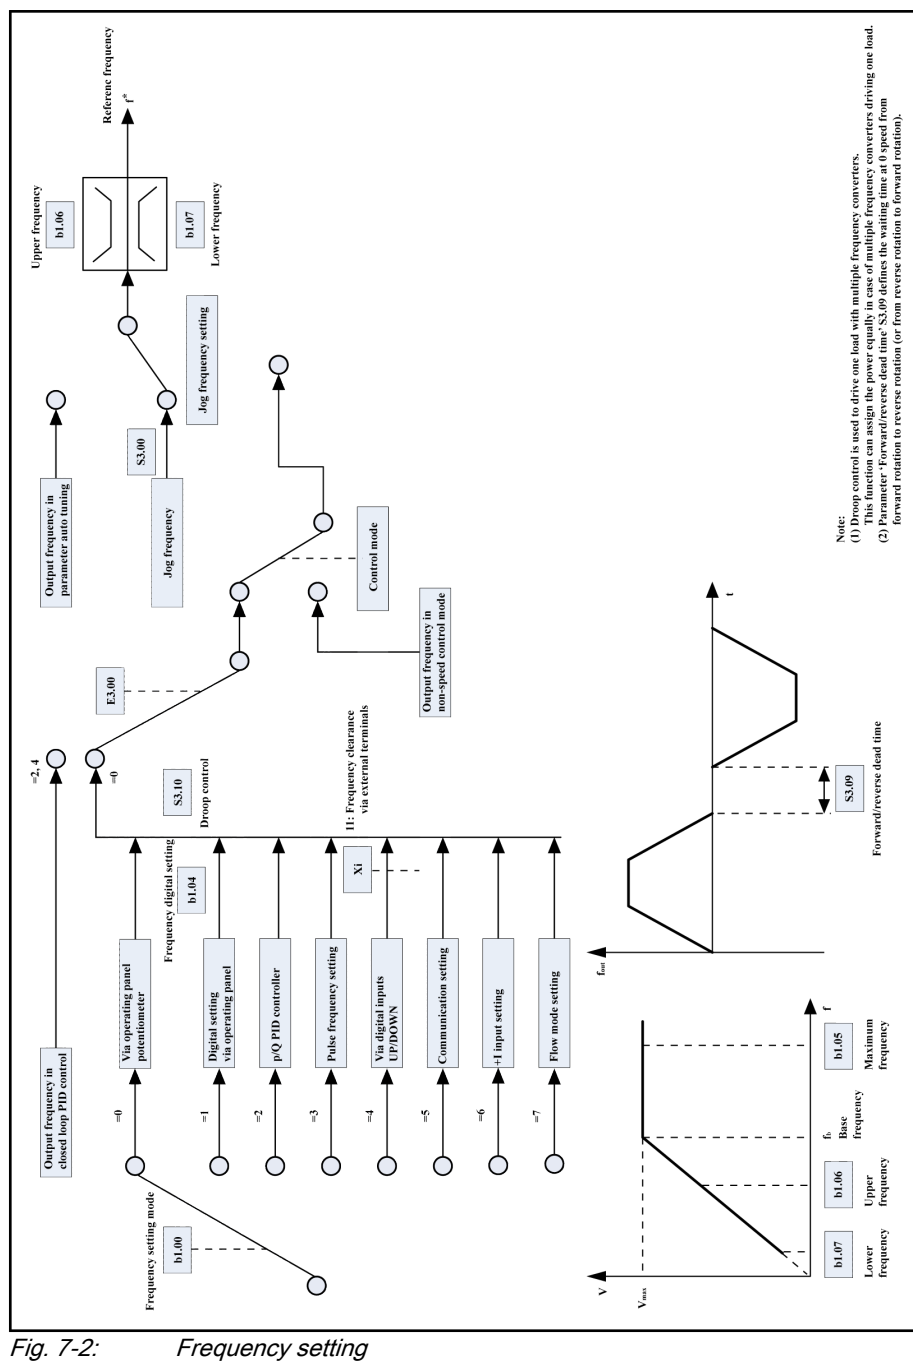 Output frequency in
closed loop PID control
=2, 4
Output frequency in
parameter auto tuning
Upper frequency
b1.06
Referenc frequency
f*
b1.07
Lower frequency
Jog frequency
S3.00
Jog frequency setting
Frequency setting mode
b1.00
=0
Via operating panel
potentiometer
=1
Digital setting
via operating panel
Frequency digital setting
b1.04
=2
p/Q PID controller
=3
Pulse frequency setting
=4
Via digital inputs
UP/DOWN
=5
Communication setting
=6
+I input setting
=7
Flow mode setting
Xi
11: Frequency clearance
via external terminals
S3.10
Droop control
=0
E3.00
Control mode
Output frequency in
non-speed control mode
V
Vmax
f
b1.07
Lower
frequency
b1.06
Upper
frequency
fb
Base
frequency
b1.05
Maximum
frequency
fout
t
S3.09
Forward/reverse dead time
Note:
(1) Droop control is used to drive one load with multiple frequency converters.
This function can assign the power equally in case of multiple frequency converters driving one load.
(2) Parameter ‘Forward/reverse dead time’ S3.09 defines the waiting time at 0 speed from
forward rotation to reverse rotation (or from reverse rotation to forward rotation).
Fig. 7-2: Frequency setting